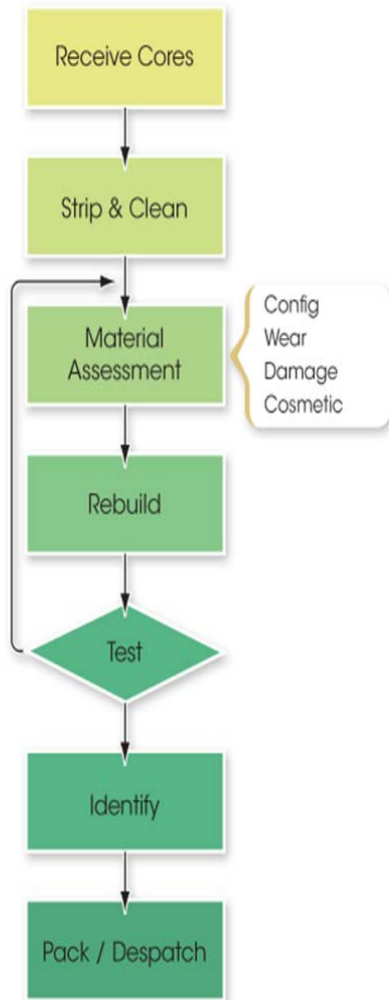 Receive Cores
Strip & Clean
Material
Assessment
Config
Wear
Damage
Cosmetic
Rebuild
Test
Identify
Pack / Despatch